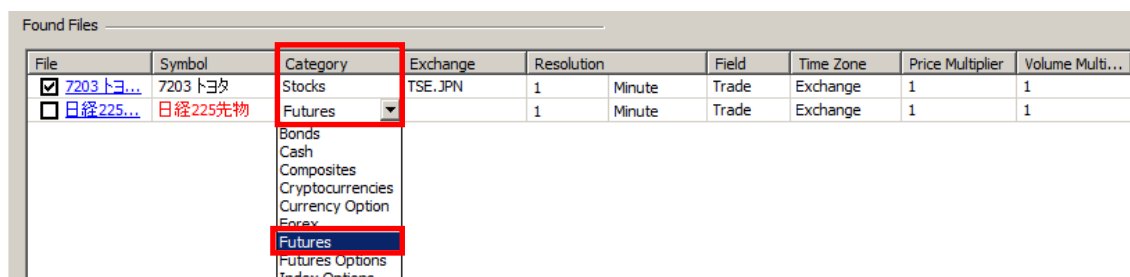 Found Files
File Symbol Category Exchange Resolution Field Time Zone Price Multiplier Volume Multi...
7203 トヨ... 7203 トヨタ Stocks TSE.JPN 1 Minute Trade Exchange 1 1
日経225... 日経225先物 Futures 1 Minute Trade Exchange 1 1
Bonds
Cash
Composites
Cryptocurrencies
Currency Option
Forex
Futures
Futures Options
Index Options